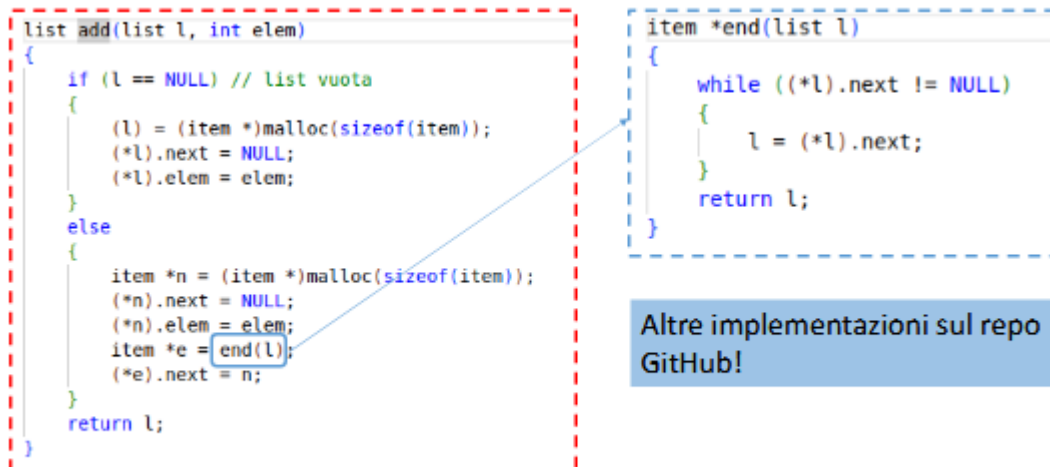 list add(list l, int elem)
{
if (l == NULL) // list vuota
{
(l) = (item *)malloc(sizeof(item));
(*l).next = NULL;
(*l).elem = elem;
}
else
{
item *n = (item *)malloc(sizeof(item));
(*n).next = NULL;
(*n).elem = elem;
item *e = end(l);
(*e).next = n;
}
return l;
}
item *end(list l)
{
while ((*l).next != NULL)
{
l = (*l).next;
}
return l;
}
Altre implementazioni sul repo
GitHub!